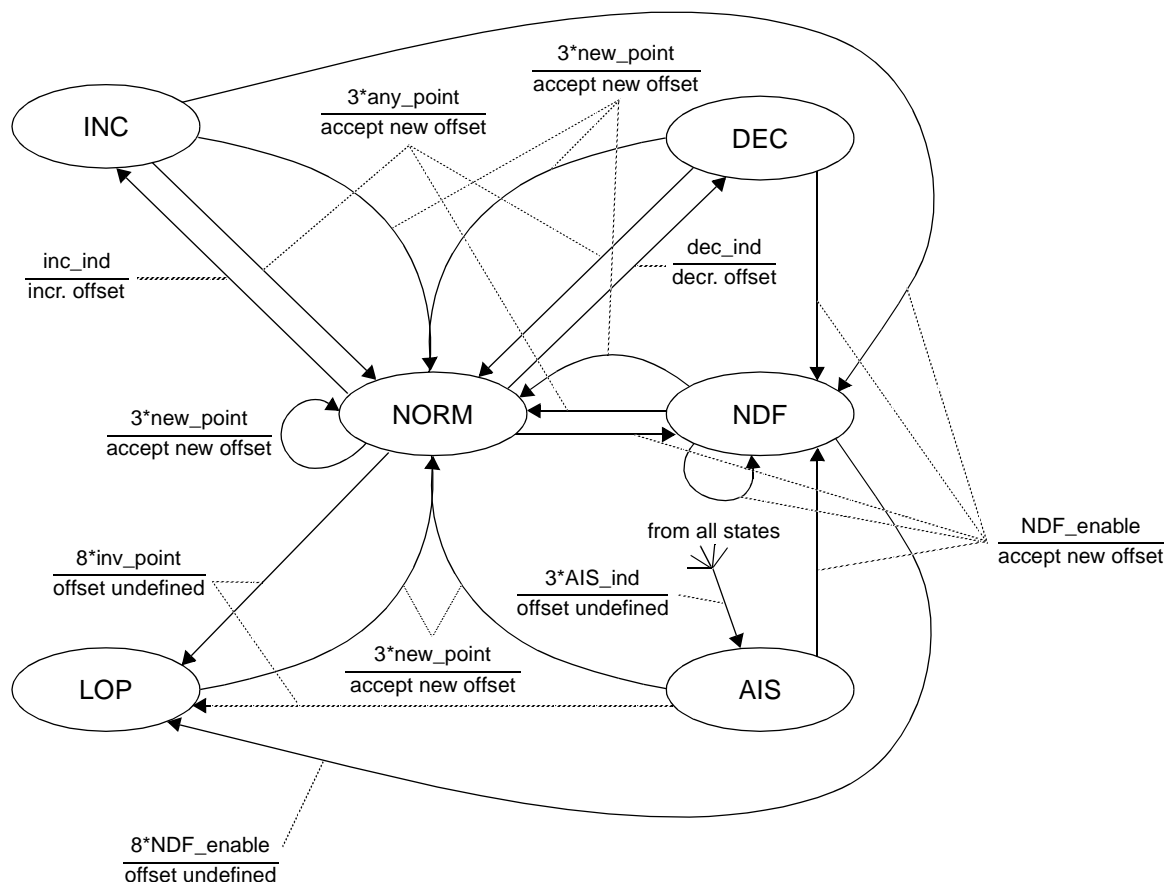 3*new_point
accept new offset
3*any_point
accept new offset
INC
DEC
inc_ind
incr. offset
dec_ind
decr. offset
3*new_point
accept new offset
NORM
NDF
from all states
NDF_enable
accept new offset
8*inv_point
offset undefined
3*AIS_ind
offset undefined
3*new_point
accept new offset
LOP
AIS
8*NDF_enable
offset undefined